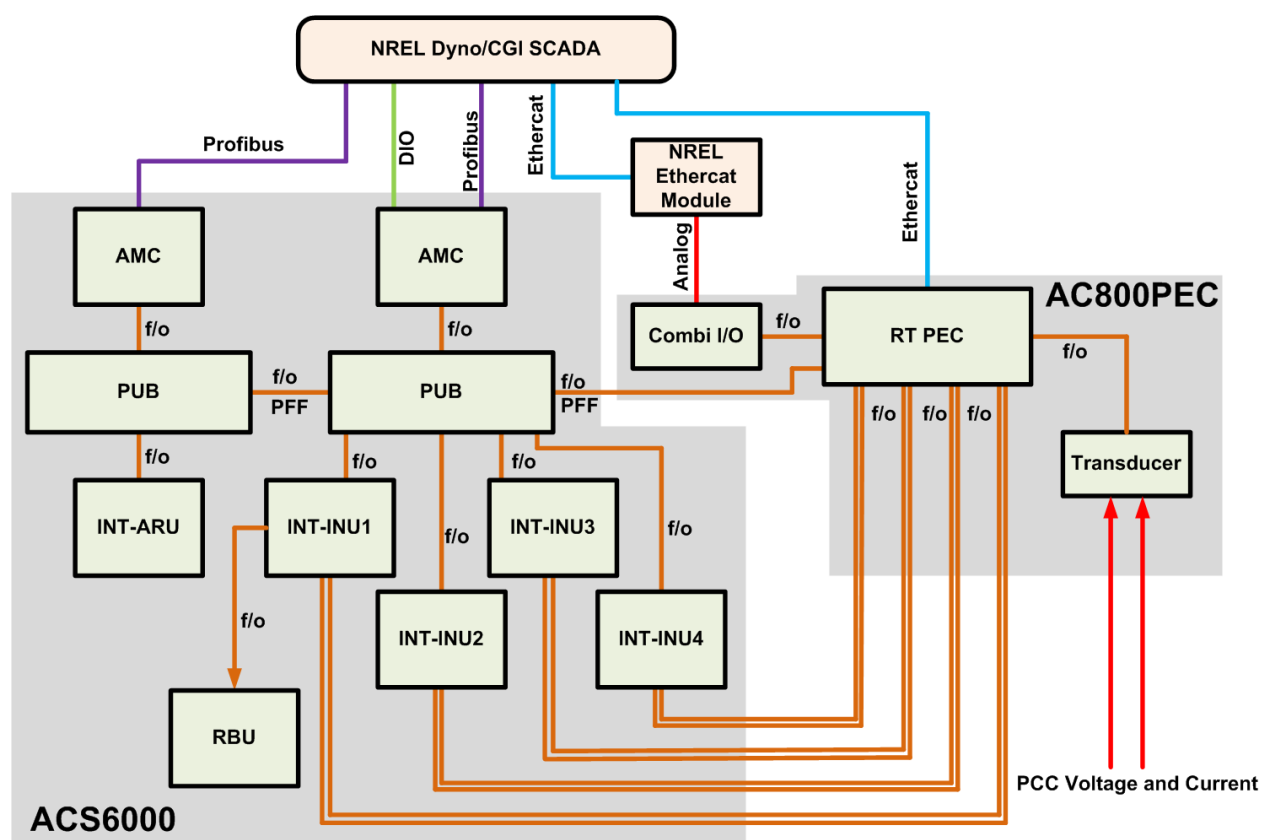 NREL Dyno/CGI SCADA
Profibus
DIO
Profibus
Ethercat
NREL
Ethercat
Module
Ethercat
Analog
AMC
AMC
AC800PEC
f/o
f/o
Combi I/O
f/o
RT PEC
f/o
PUB
f/o
PFF
PUB
f/o
PFF
f/o
f/o
f/o
f/o
f/o
f/o
Transducer
INT-ARU
INT-INU1
f/o
INT-INU3
f/o
f/o
INT-INU2
INT-INU4
RBU
PCC Voltage and Current
ACS6000